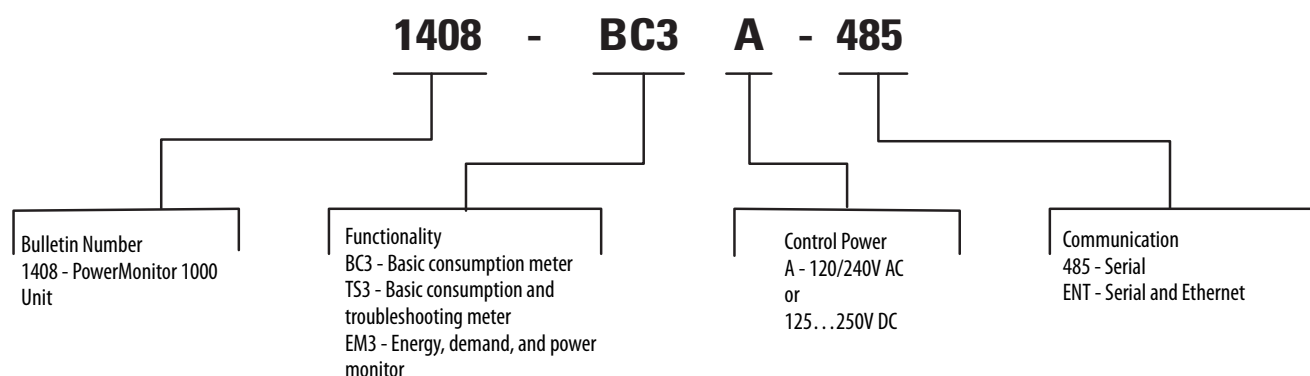 1408 - BC3 A - 485
Bulletin Number
1408 - PowerMonitor 1000
Unit
Functionality
BC3 - Basic consumption meter
TS3 - Basic consumption and
troubleshooting meter
EM3 - Energy, demand, and power
monitor
Control Power
A - 120/240V AC
or
125…250V DC
Communication
485 - Serial
ENT - Serial and Ethernet